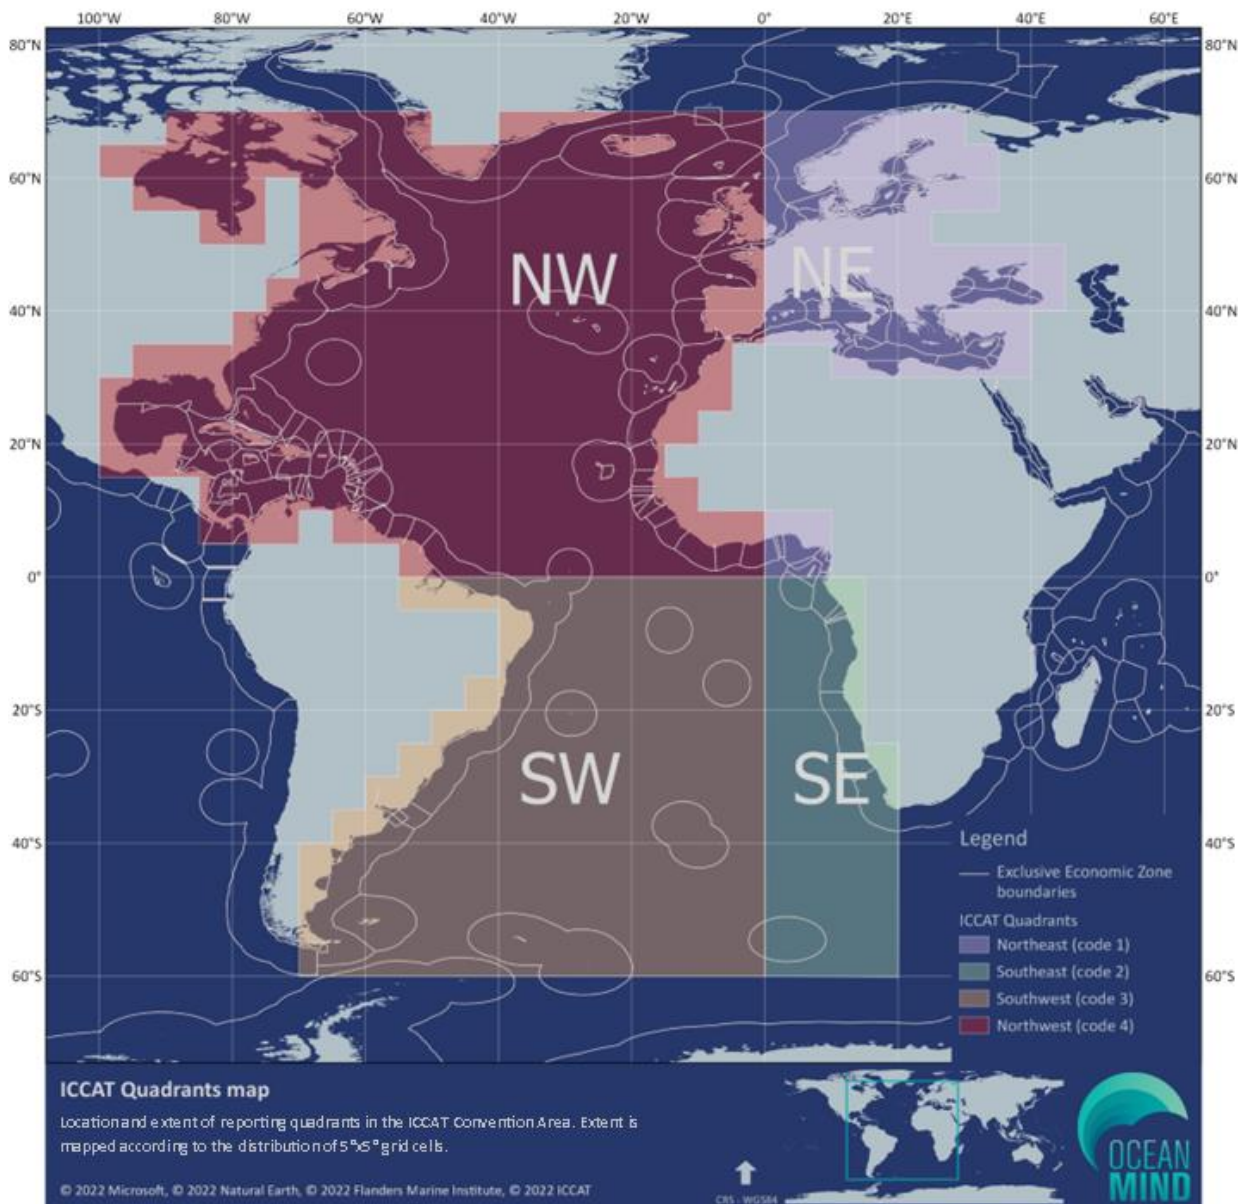 100°W 80°W 60°W 40°W 20°W 0° 20°E 40°E 60°E
80°N 80°N
60°N 60°N
NW NE
40°N 40°N
20°N 20°N
0° 0°
20°S 20°S
SW SE
Legend
40°S 40°S
Exclusive Economic Zone
boundaries
ICCAT Quadrants
Northeast (code 1)
Southeast (code 2)
60°S 60°S
Southwest (code 3)
Northwest (code 4)
ICCAT Quadrants map
Location and extent of reporting quadrants in the ICCAT Convention Area. Extent is
mapped according to the distribution of 5°x5° grid cells.
© 2022 Microsoft, © 2022 Natural Earth, © 2022 Flanders Marine Institute, © 2022 ICCAT
CRS - WGS84
OCEAN
MIND